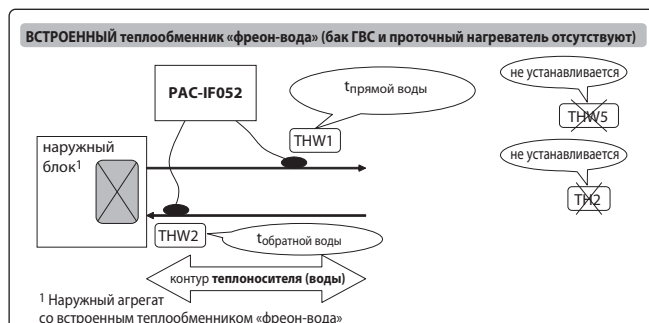 ВСТРОЕННЫЙ теплообменник «фреон-вода» (бак ГВС и проточный нагреватель отсутствуют)
PAC-IF052
tпрямой воды
не устанавливается
THW5
THW1
наружный
блок¹
не устанавливается
TH2
THW2
tобратной воды
контур теплоносителя (воды)
¹ Наружный агрегат
со встроенным теплообменником «фреон-вода»